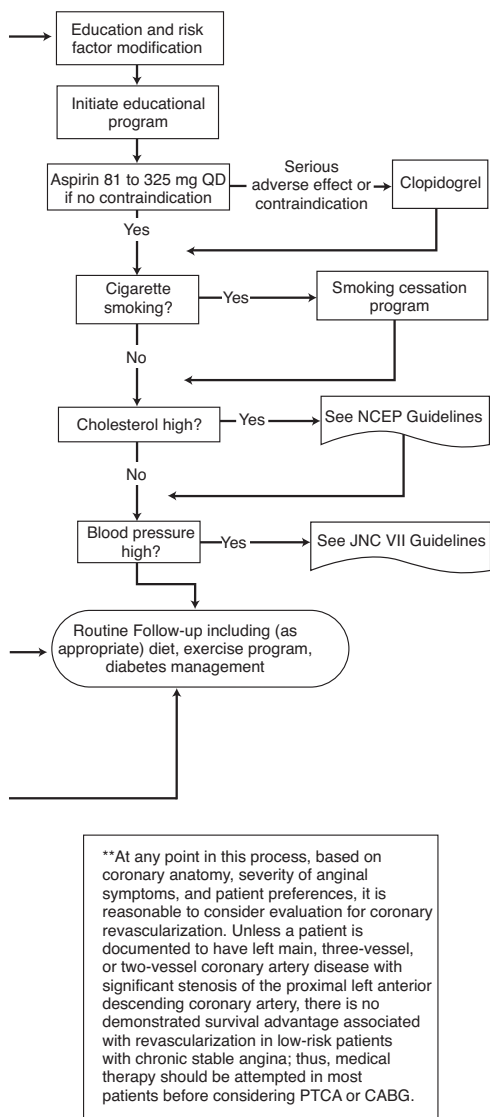 Education and risk
factor modification
Initiate educational
program
Aspirin 81 to 325 mg QD
if no contraindication
Serious
adverse effect or
contraindication
Clopidogrel
Yes
Cigarette
smoking?
Yes
Smoking cessation
program
No
Cholesterol high?
Yes
See NCEP Guidelines
No
Blood pressure
high?
Yes
See JNC VII Guidelines
Routine Follow-up including (as
appropriate) diet, exercise program,
diabetes management
**At any point in this process, based on
coronary anatomy, severity of anginal
symptoms, and patient preferences, it is
reasonable to consider evaluation for coronary
revascularization. Unless a patient is
documented to have left main, three-vessel,
or two-vessel coronary artery disease with
significant stenosis of the proximal left anterior
descending coronary artery, there is no
demonstrated survival advantage associated
with revascularization in low-risk patients
with chronic stable angina; thus, medical
therapy should be attempted in most
patients before considering PTCA or CABG.